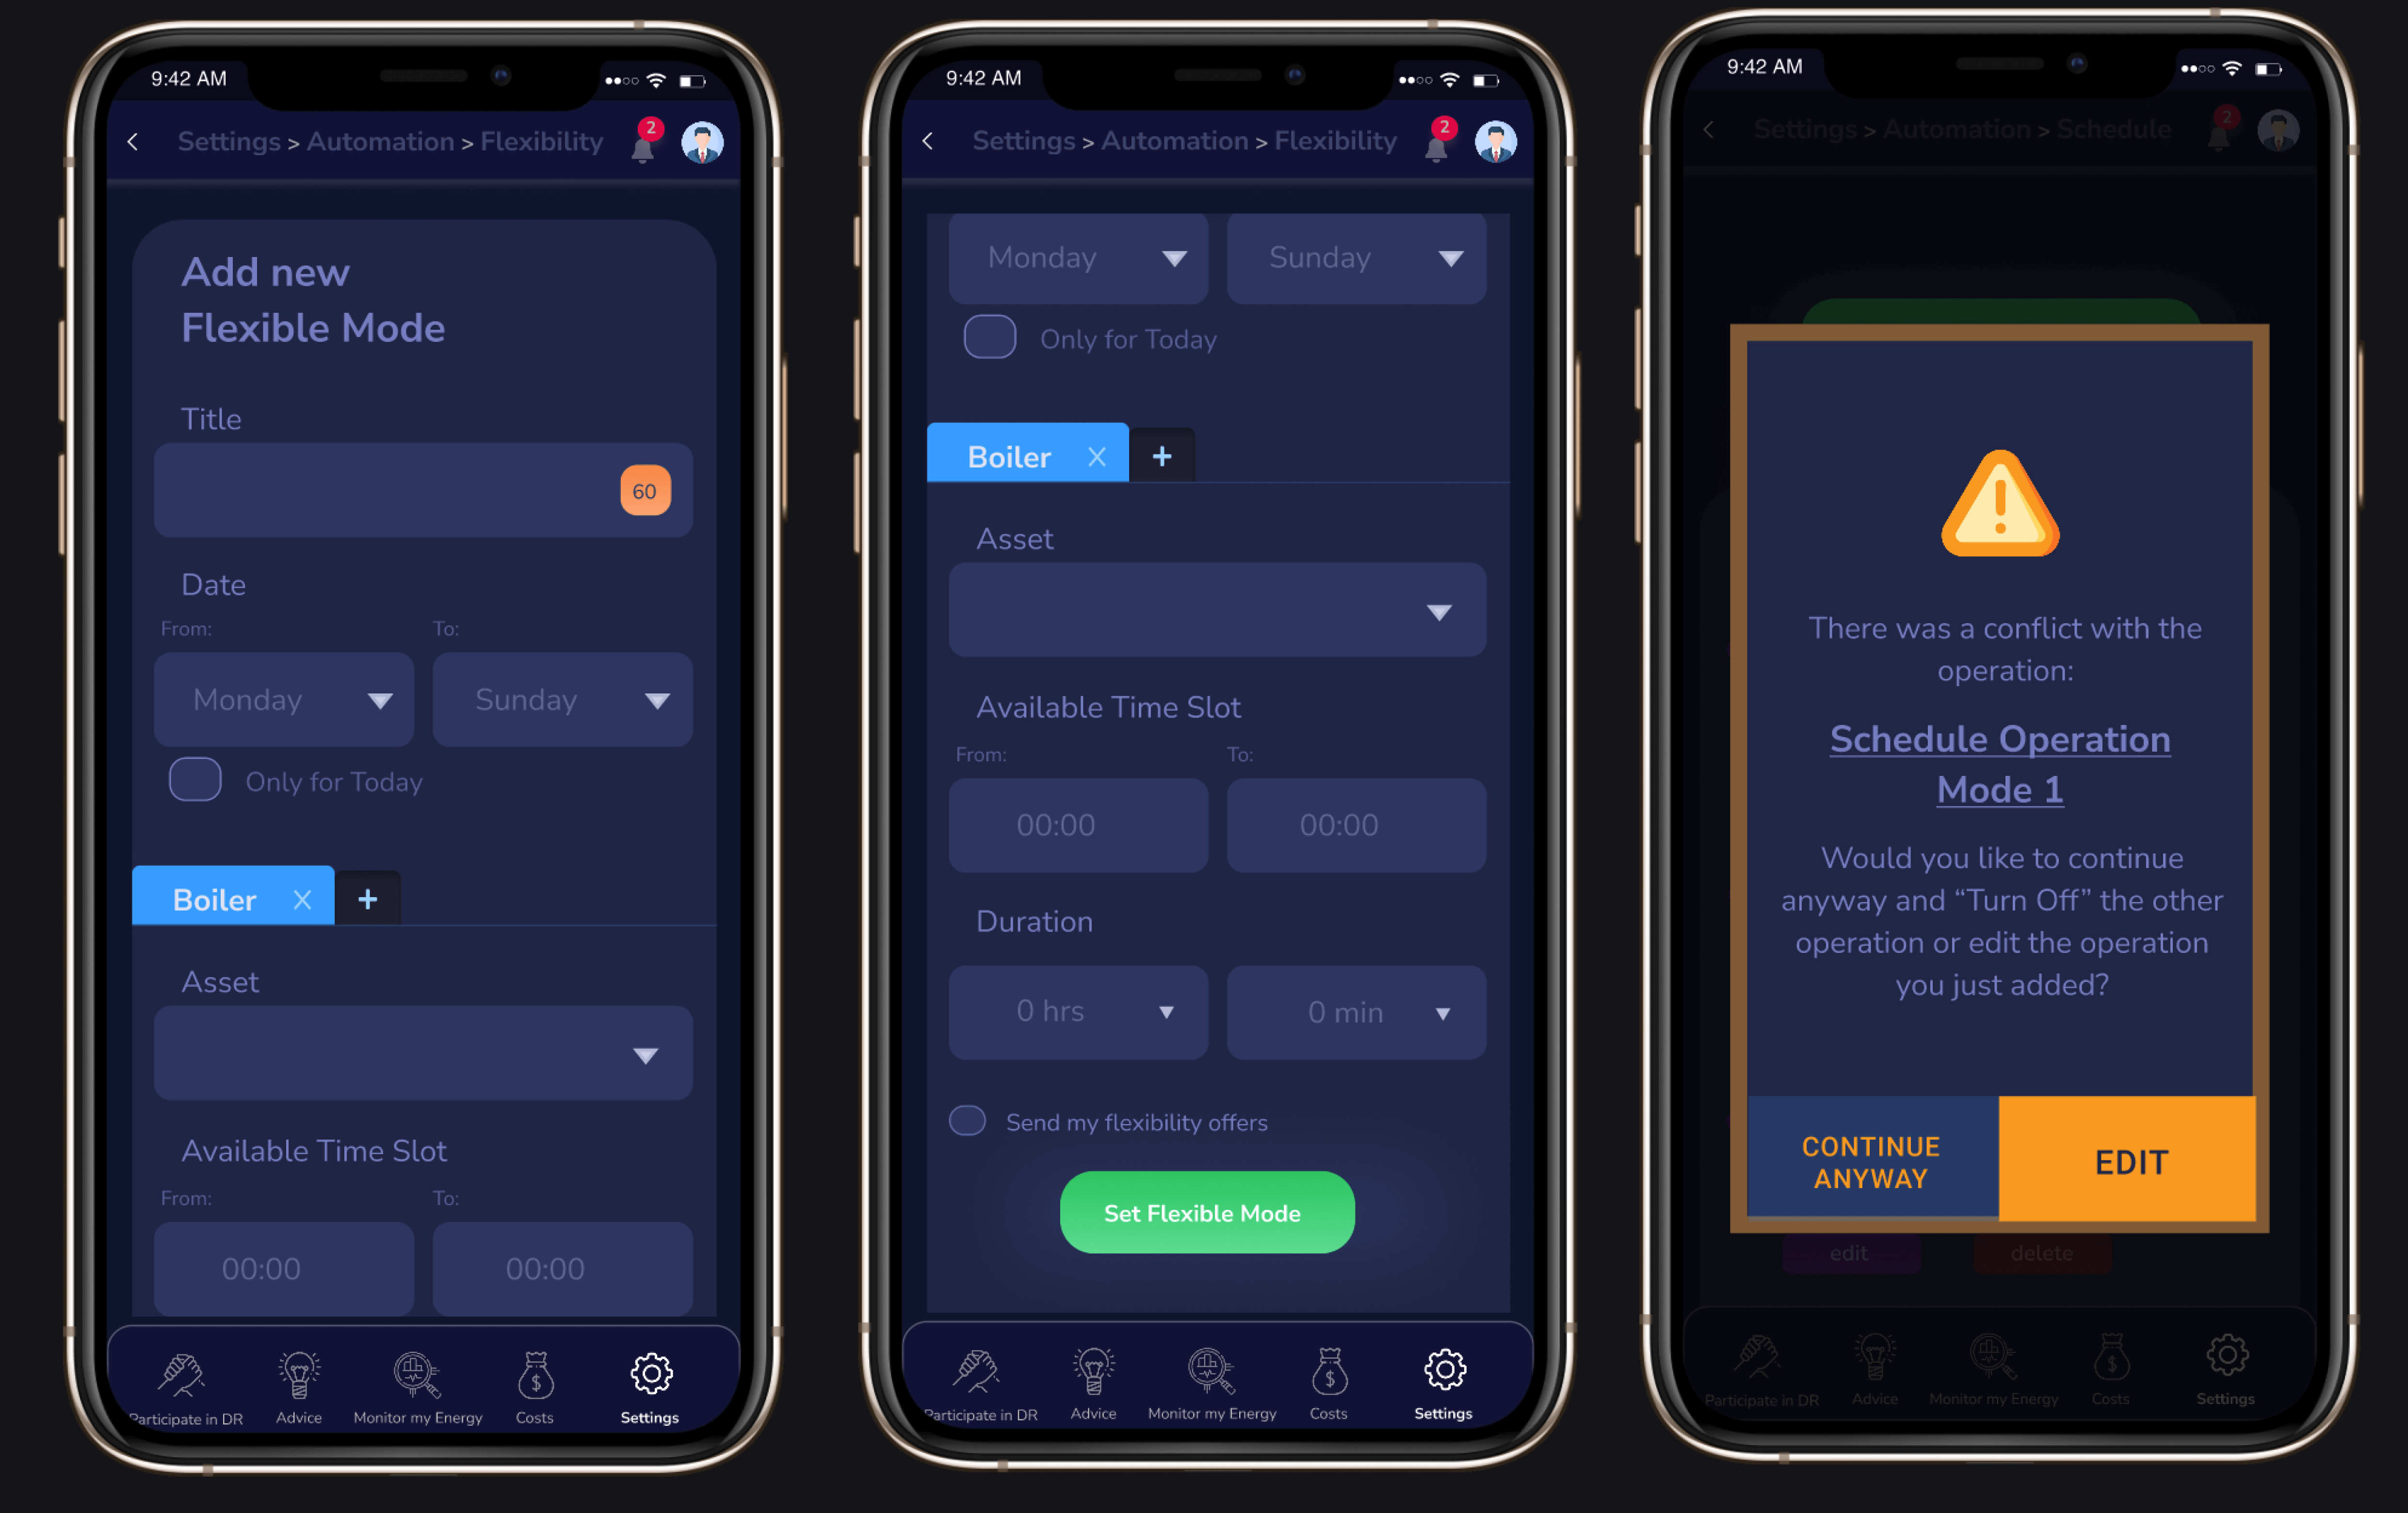 9:42 AM
Settings > Automation > Flexibility
2
Add new
Flexible Mode
Title
60
Date
From:
To:
Monday
Sunday
Only for Today
Boiler X +
Asset
Available Time Slot
From:
To:
00:00
00:00
Participate in DR
Advice
Monitor my Energy
Costs
Settings
9:42 AM
Settings > Automation > Flexibility
2
Monday
Sunday
Only for Today
Boiler X +
Asset
Available Time Slot
From:
To:
00:00
00:00
Duration
0 hrs
0 min
Send my flexibility offers
Set Flexible Mode
Participate in DR
Advice
Monitor my Energy
Costs
Settings
9:42 AM
Settings > Automation > Schedule
2
There was a conflict with the
operation:
Schedule Operation
Mode 1
Would you like to continue
anyway and “Turn Off” the other
operation or edit the operation
you just added?
CONTINUE
ANYWAY
EDIT
edit
delete
Participate in DR
Advice
Monitor my Energy
Costs
Settings